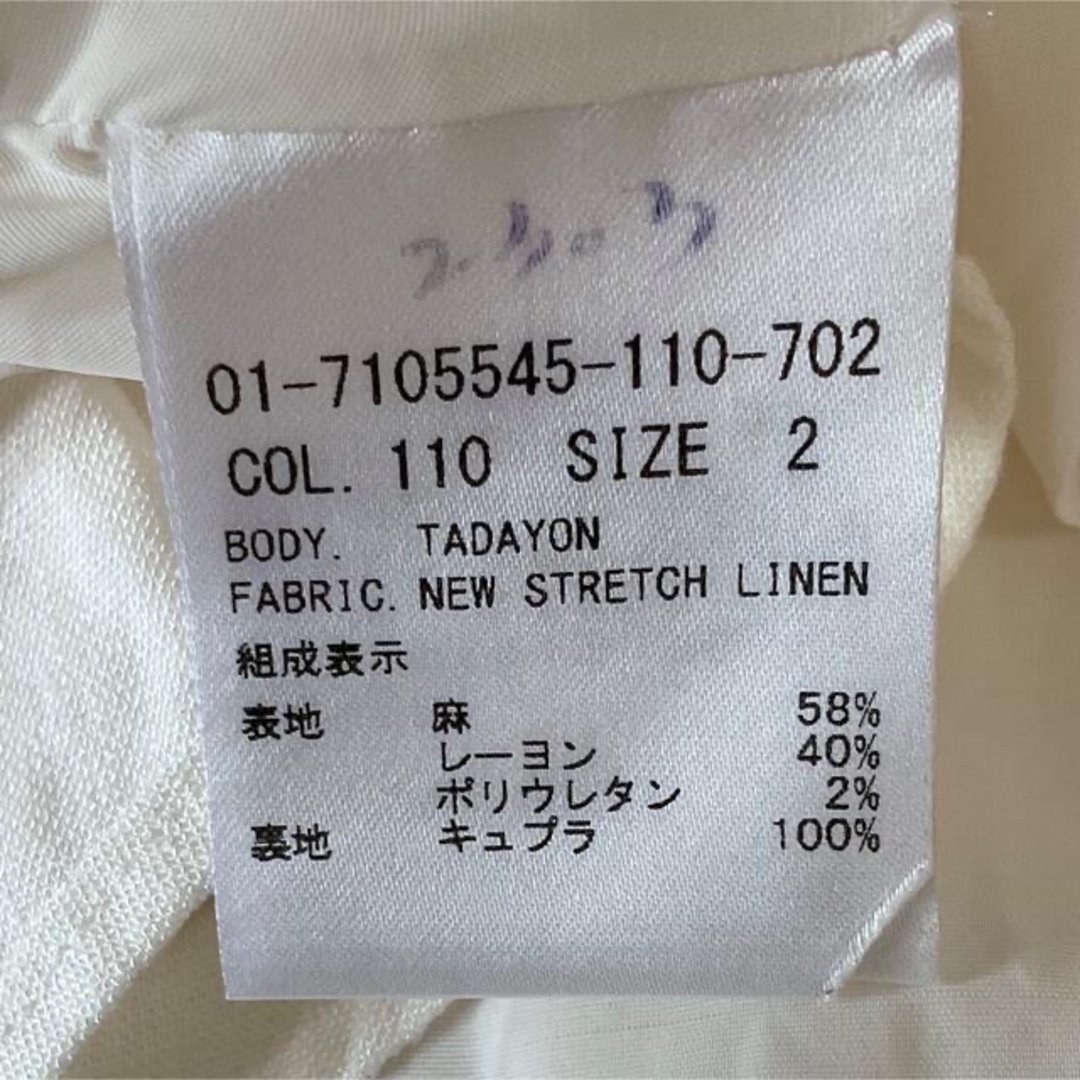 01-7105545-110-702
COL. 110 SIZE 2
BODY. TADAYON
FABRIC. NEW STRETCH LINEN
組成表示
表地 麻 58%
レーヨン 40%
ポリウレタン 2%
裏地 キュプラ 100%